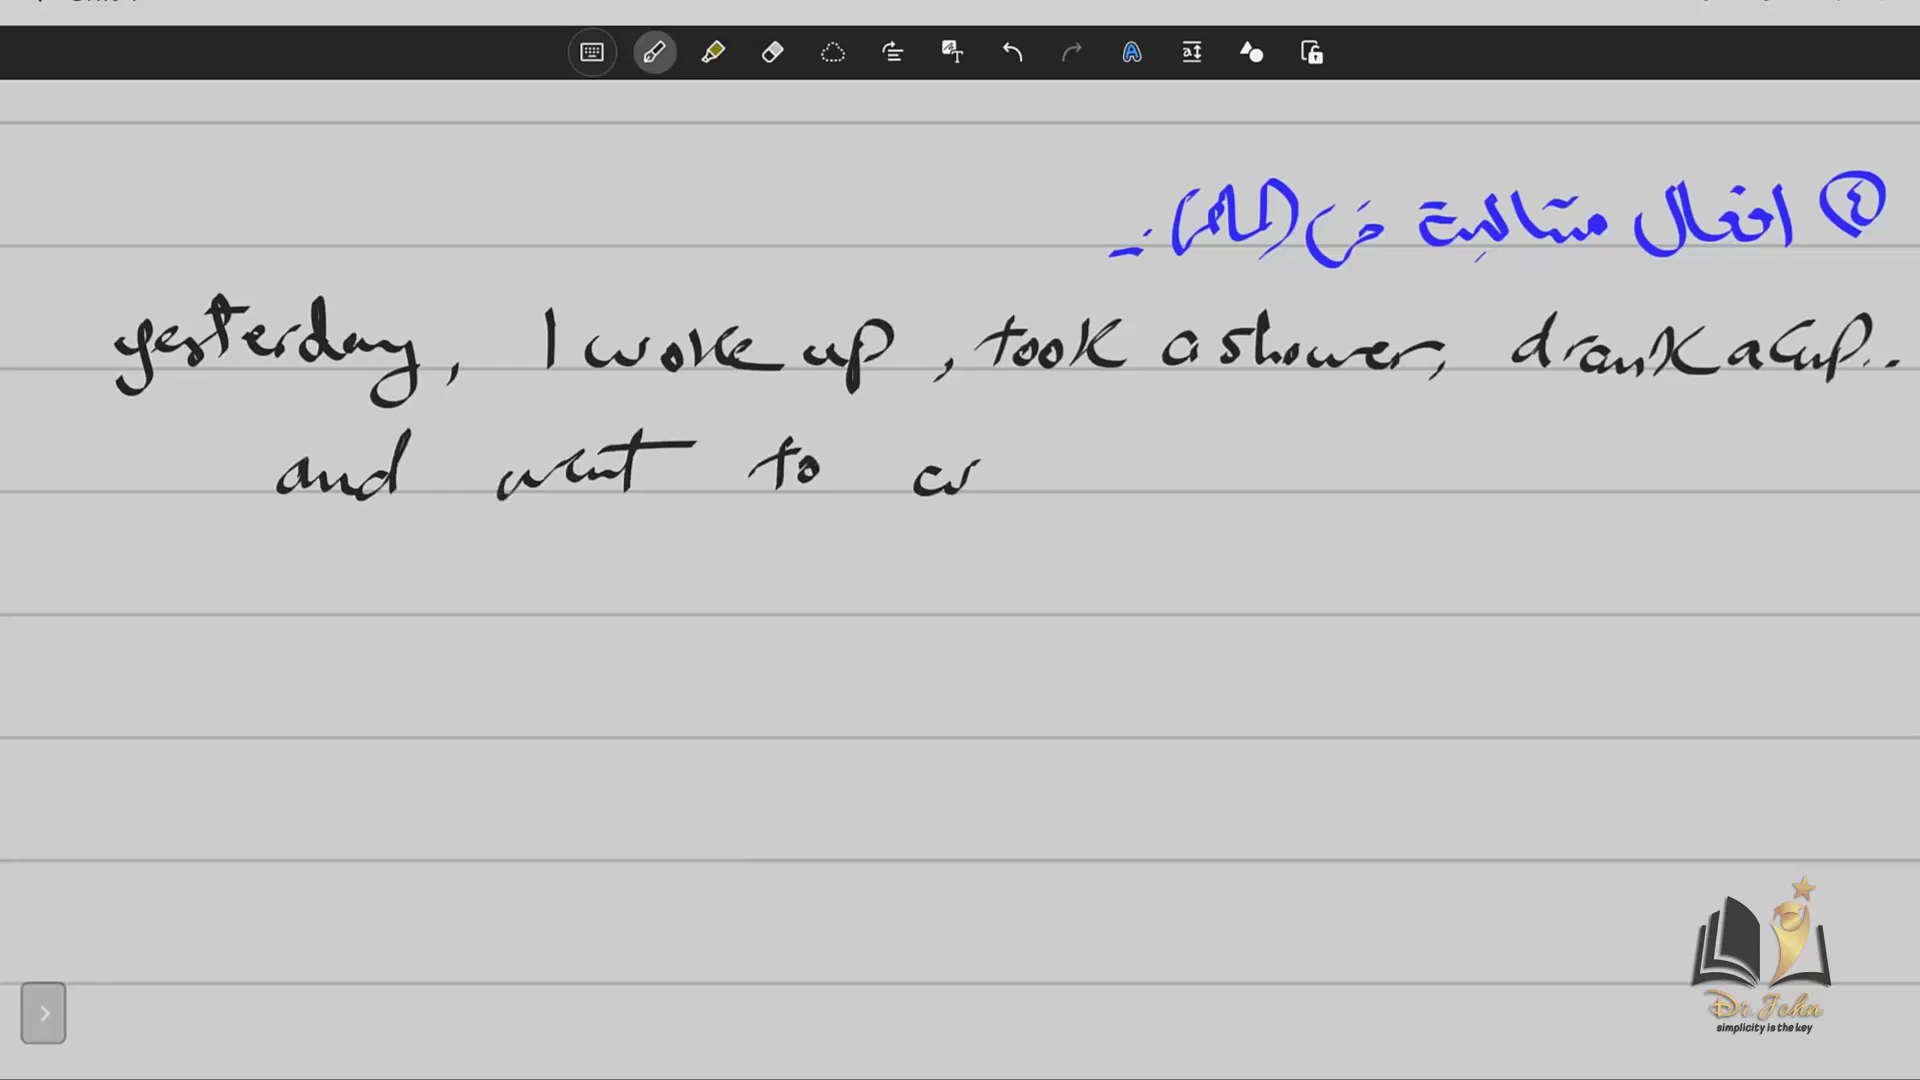 ④ افعال متتالية في (الماضي) :-
yesterday, I woke up, took a shower, drank a cup..
and went to
Dr. John
simplicity is the key